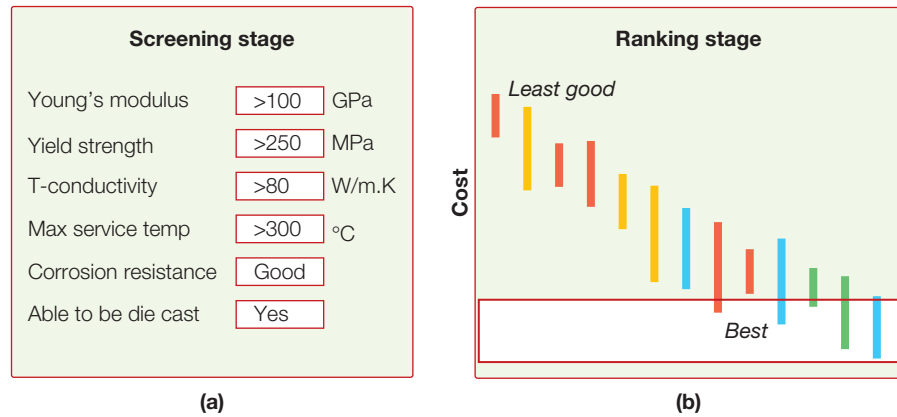 Screening stage
Young's modulus >100 GPa
Yield strength >250 MPa
T-conductivity >80 W/m.K
Max service temp >300 °C
Corrosion resistance Good
Able to be die cast Yes
(a)
Ranking stage
Least good
Cost
Best
(b)